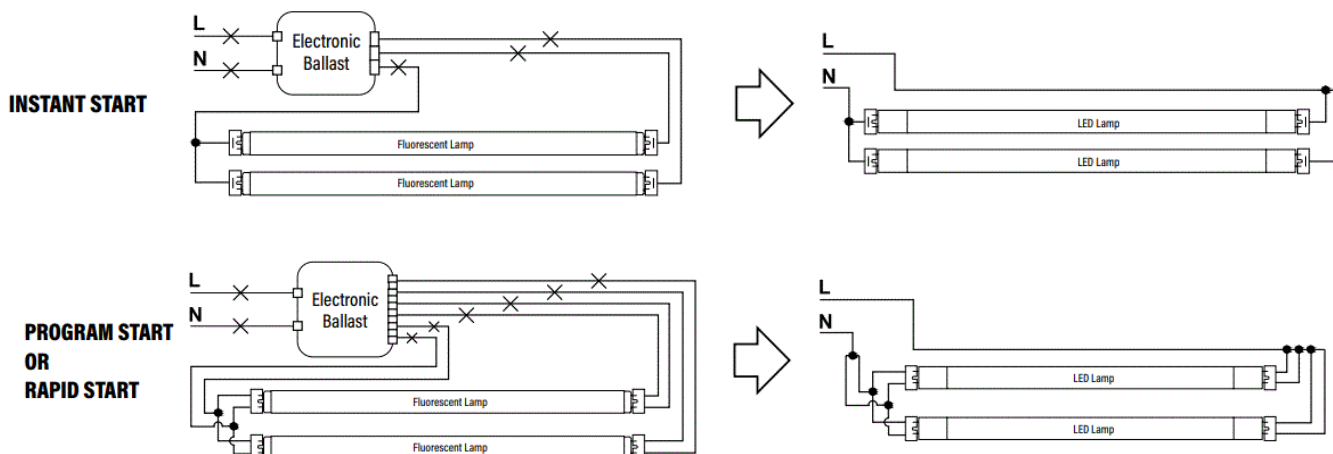 L
N
Electronic
Ballast
INSTANT START
Fluorescent Lamp
Fluorescent Lamp
L
N
LED Lamp
LED Lamp
L
N
Electronic
Ballast
PROGRAM START
OR
RAPID START
Fluorescent Lamp
Fluorescent Lamp
L
N
LED Lamp
LED Lamp